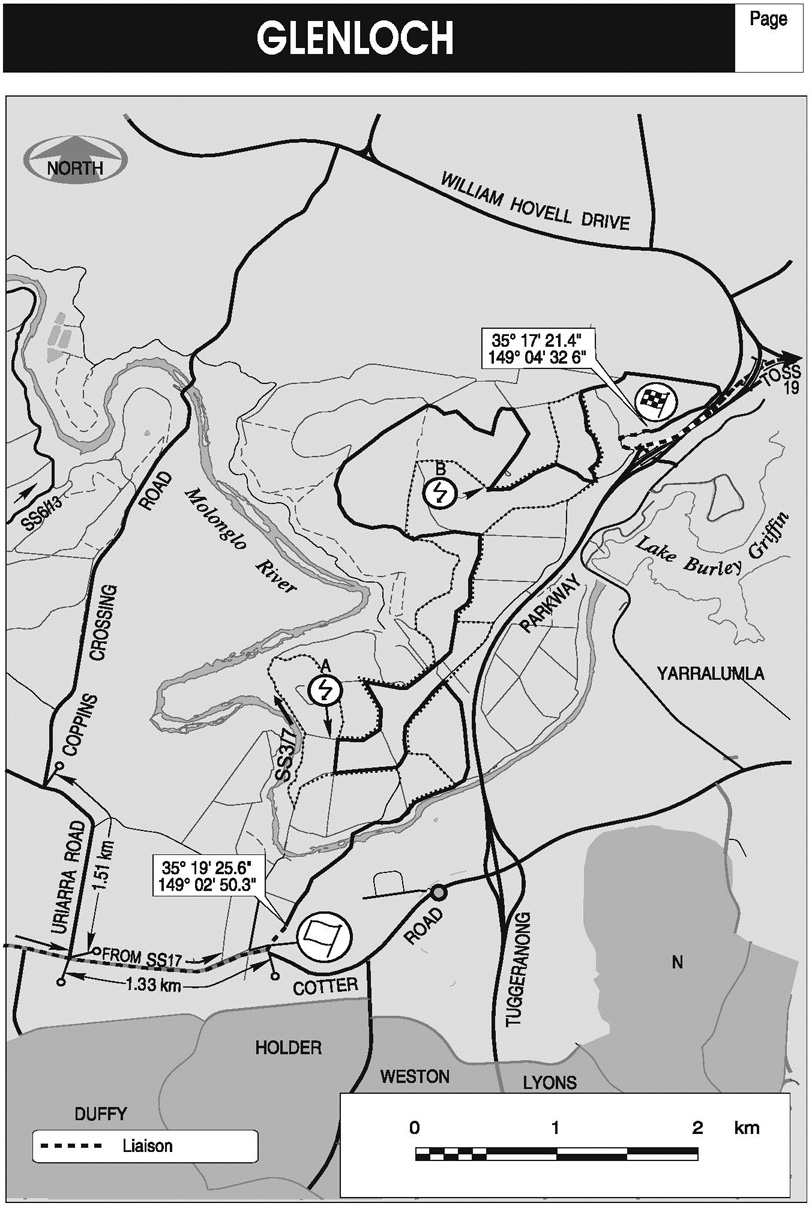 GLENLOCH
Page
NORTH
WILLIAM HOVELL DRIVE
35° 17' 21.4"
149° 04' 32 6"
TOSS
19
B
SS6/13
ROAD
Molonglo River
Lake Burley Griffin
CROSSING
PARKWAY
A
YARRALUMLA
COPPINS
SS3/7
URIARRA ROAD
1.51 km
35° 19' 25.6"
149° 02' 50.3"
ROAD
FROM SS17
1.33 km
COTTER
TUGGERANONG
N
HOLDER
WESTON
LYONS
DUFFY
Liaison
0 1 2 km